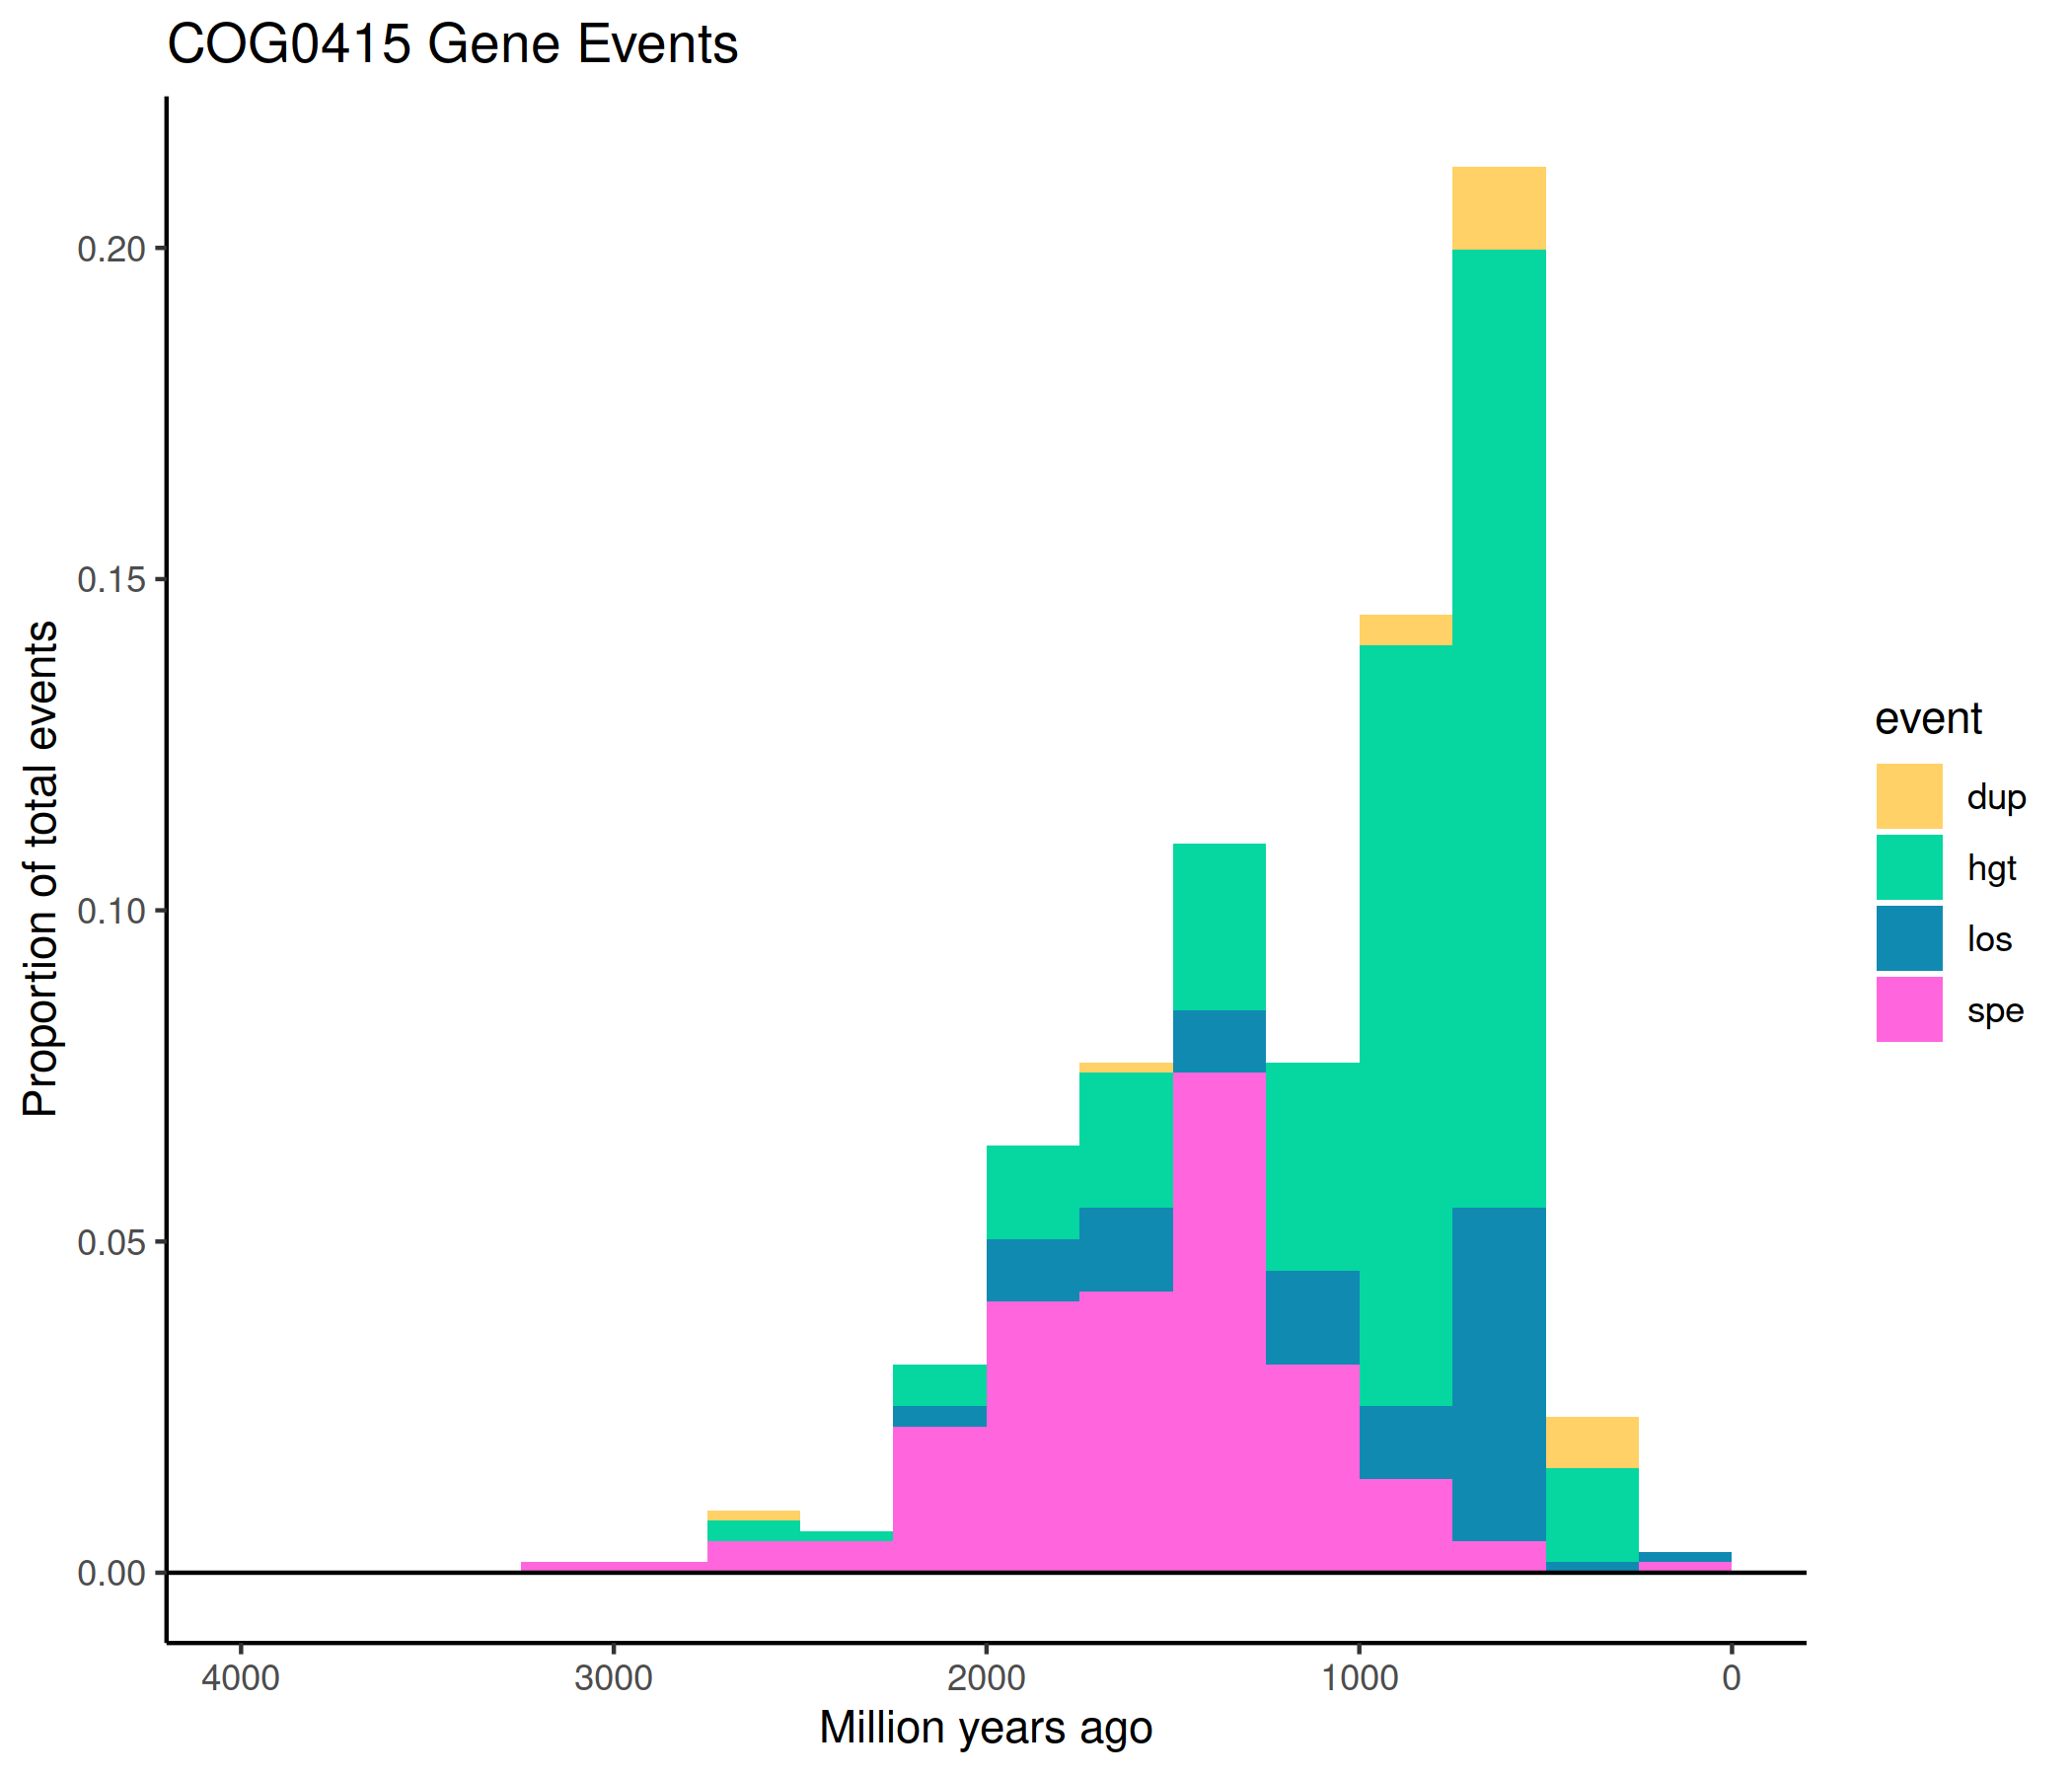 COG0415 Gene Events
Proportion of total events
0.20
0.15
0.10
0.05
0.00
4000 3000 2000 1000 0
Million years ago
event
dup
hgt
los
spe